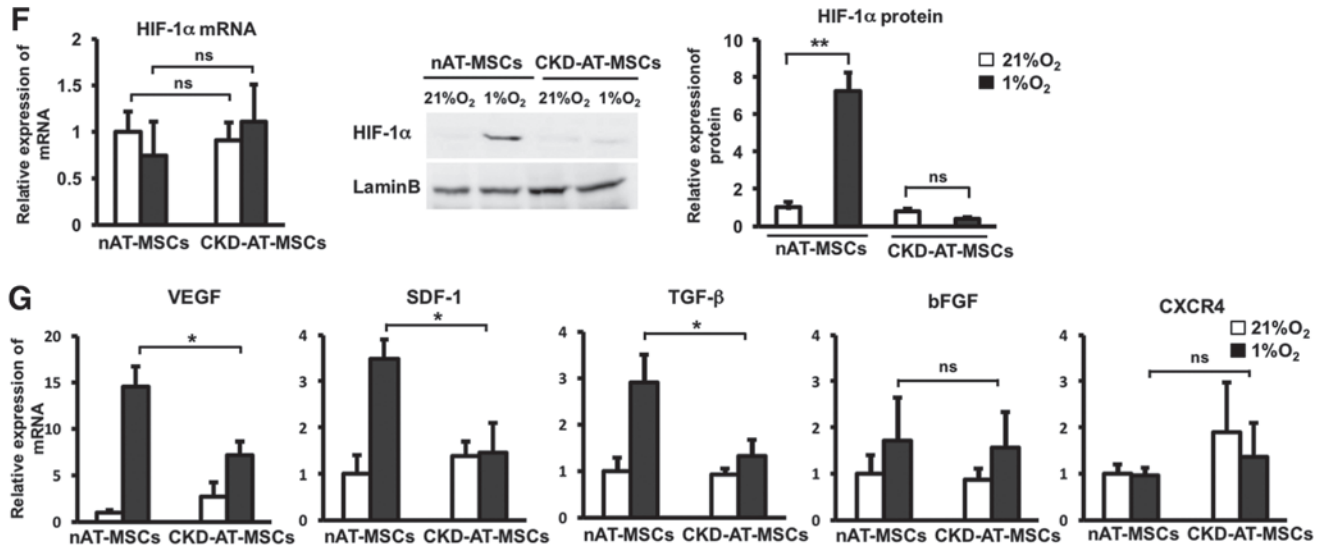 F
HIF-1α mRNA
Relative expression of
mRNA
2
1.5
1
0.5
0
ns
ns
nAT-MSCs CKD-AT-MSCs
nAT-MSCs CKD-AT-MSCs
21%O₂ 1%O₂ 21%O₂ 1%O₂
HIF-1α
LaminB
HIF-1α protein
Relative expressionof
protein
10
8
6
4
2
0
**
ns
21%O₂
1%O₂
nAT-MSCs CKD-AT-MSCs
G
VEGF
Relative expression of
mRNA
20
15
10
5
0
*
nAT-MSCs CKD-AT-MSCs
SDF-1
4
3
2
1
0
*
nAT-MSCs CKD-AT-MSCs
TGF-β
4
3
2
1
0
*
nAT-MSCs CKD-AT-MSCs
bFGF
4
3
2
1
0
ns
nAT-MSCs CKD-AT-MSCs
CXCR4
4
3
2
1
0
ns
21%O₂
1%O₂
nAT-MSCs CKD-AT-MSCs